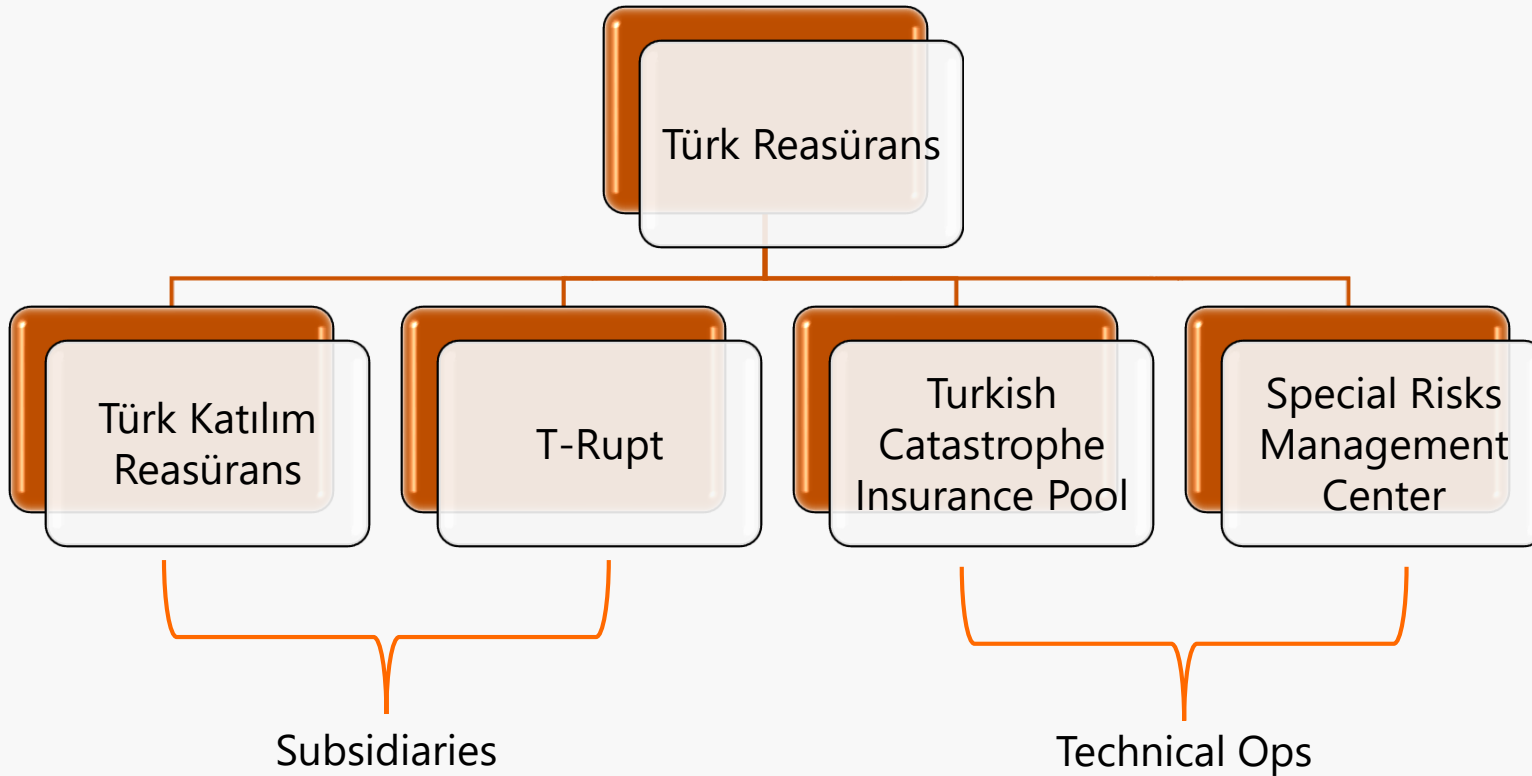 Türk Reasürans
Türk Katılım
Reasürans
T-Rupt
Turkish
Catastrophe
Insurance Pool
Special Risks
Management
Center
Subsidiaries
Technical Ops